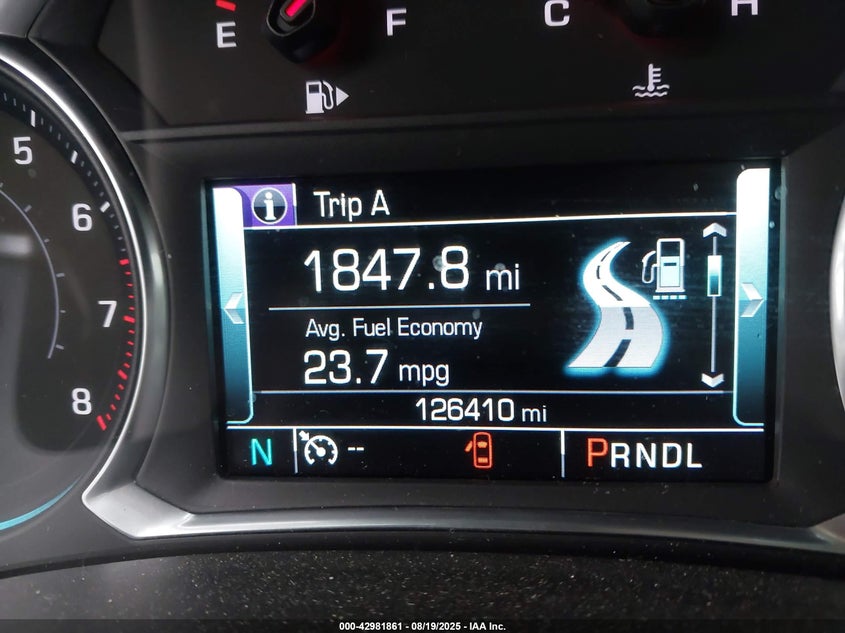 E F C H
5
6
7
8
i Trip A
1847.8 mi
Avg. Fuel Economy
23.7 mpg
126410 mi
N -- PRNDL
000-42981861 - 08/19/2025 - IAA Inc.